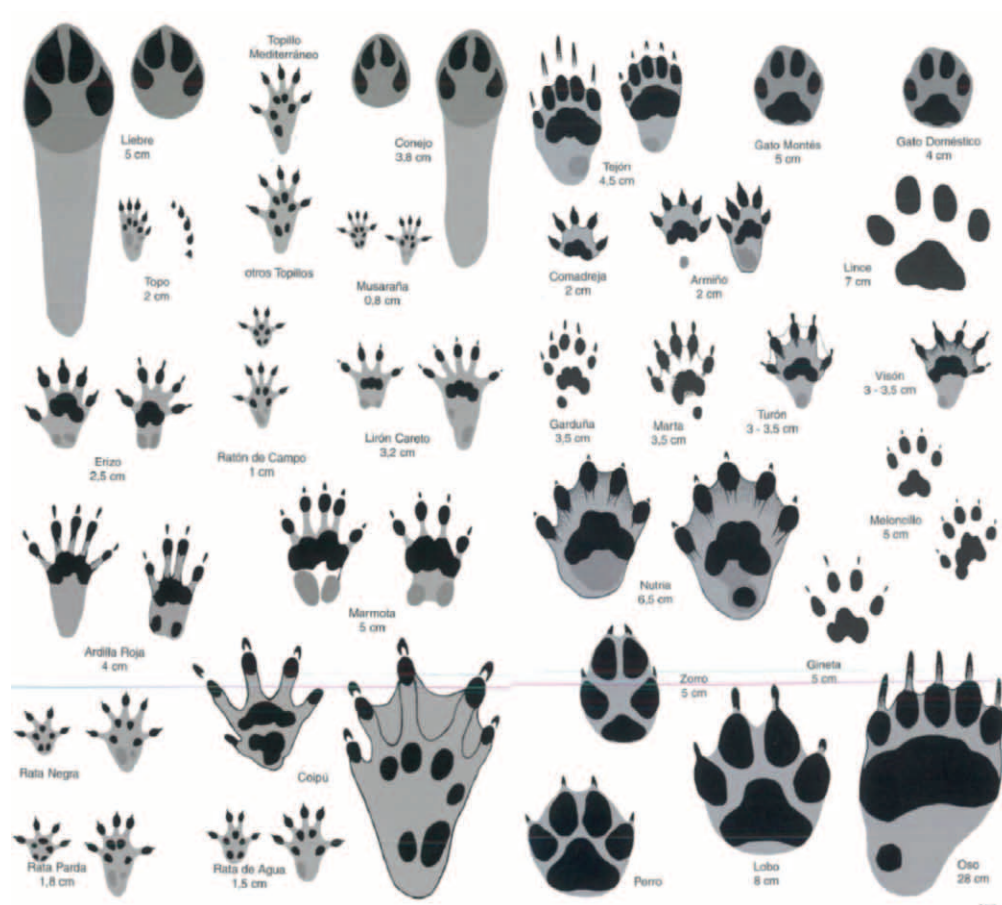 Topillo
Mediterráneo
Liebre
5 cm
Conejo
3,8 cm
Tejón
4,5 cm
Gato Montés
5 cm
Gato Doméstico
4 cm
Topo
2 cm
otros Topillos
Musaraña
0,8 cm
Comadreja
2 cm
Armiño
2 cm
Lince
7 cm
Erizo
2,5 cm
Ratón de Campo
1 cm
Lirón Careto
3,2 cm
Garduña
3,5 cm
Marta
3,5 cm
Turón
3 - 3,5 cm
Visón
3 - 3,5 cm
Meloncillo
5 cm
Ardilla Roja
4 cm
Marmota
5 cm
Nutria
6,5 cm
Gineta
5 cm
Zorro
5 cm
Rata Negra
Coipú
Rata Parda
1,8 cm
Rata de Agua
1,5 cm
Perro
Lobo
8 cm
Oso
28 cm